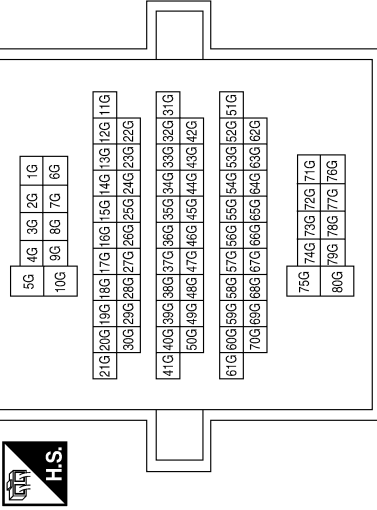 H.S.
5G 4G 3G 2G 1G
10G 9G 8G 7G 6G
21G 20G 19G 18G 17G 16G 15G 14G 13G 12G 11G
30G 29G 28G 27G 26G 25G 24G 23G 22G
41G 40G 39G 38G 37G 36G 35G 34G 33G 32G 31G
50G 49G 48G 47G 46G 45G 44G 43G 42G
61G 60G 59G 58G 57G 56G 55G 54G 53G 52G 51G
70G 69G 68G 67G 66G 65G 64G 63G 62G
75G 74G 73G 72G 71G
80G 79G 78G 77G 76G